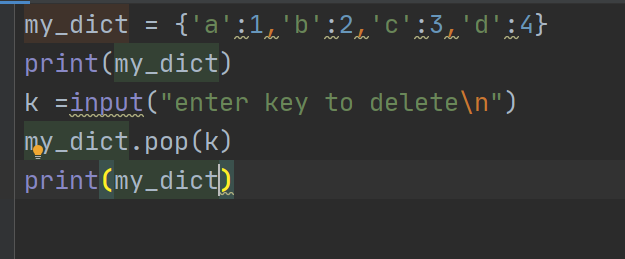 my_dict = {'a':1,'b':2,'c':3,'d':4}
print(my_dict)
k =input("enter key to delete\n")
my_dict.pop(k)
print(my_dict)